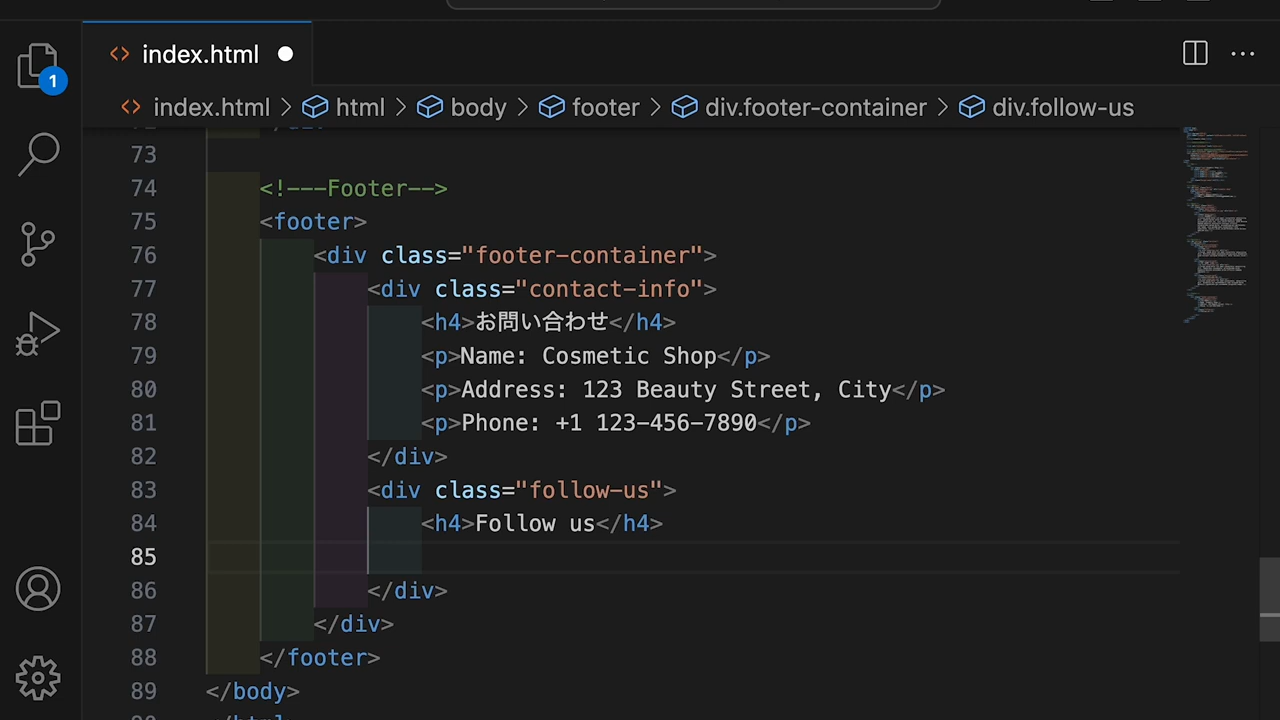 index.html
1
index.html > html > body > footer > div.footer-container > div.follow-us
73
74 <!---Footer-->
75 <footer>
76 <div class="footer-container">
77 <div class="contact-info">
78 <h4>お問い合わせ</h4>
79 <p>Name: Cosmetic Shop</p>
80 <p>Address: 123 Beauty Street, City</p>
81 <p>Phone: +1 123-456-7890</p>
82 </div>
83 <div class="follow-us">
84 <h4>Follow us</h4>
85
86 </div>
87 </div>
88 </footer>
89 </body>